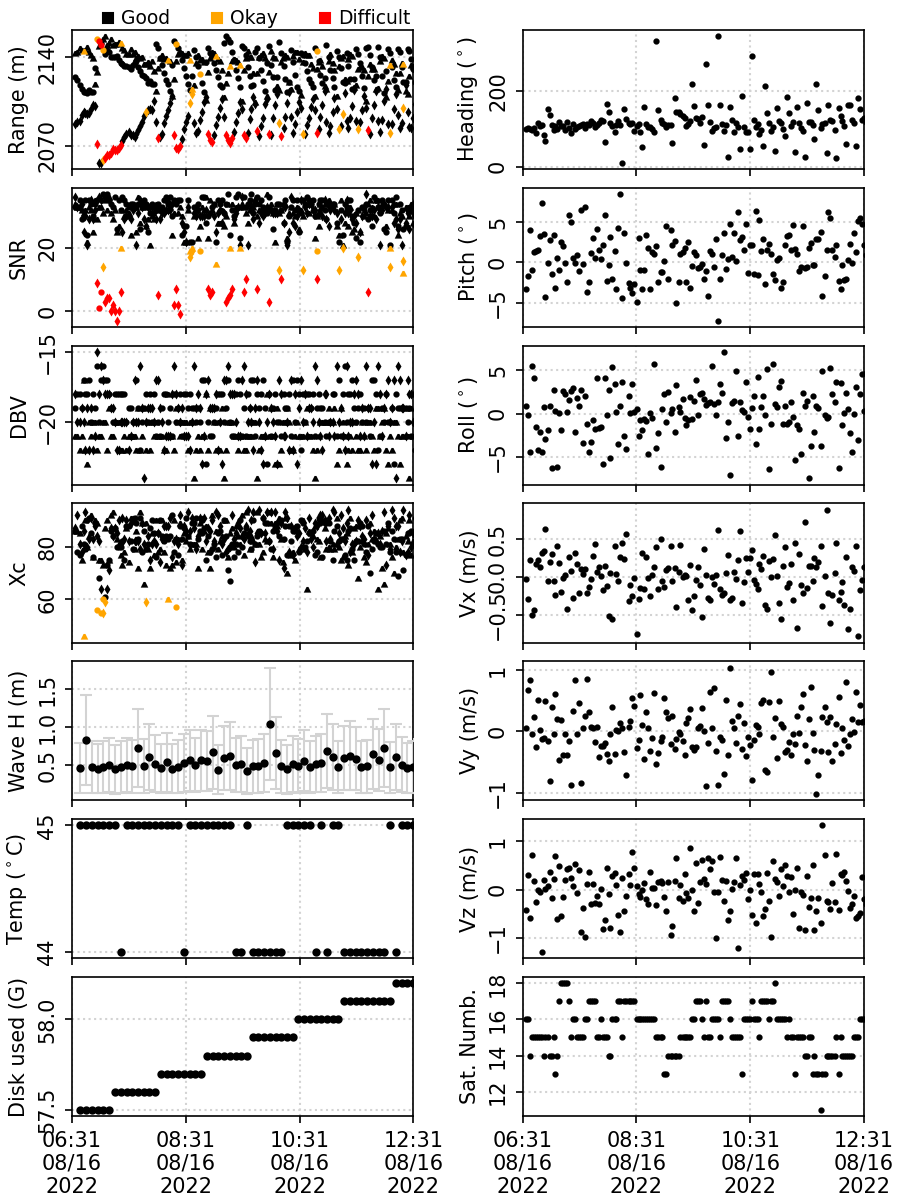 Good Okay Difficult
Range (m)
2140
2070
Heading (°)
200
0
SNR
20
0
Pitch (°)
5
0
−5
DBV
−15
−20
Roll (°)
5
0
−5
Xc
80
60
Vx (m/s)
0.5
0.0
−0.5
Wave H (m)
1.5
1.0
0.5
Vy (m/s)
1
0
−1
Temp (°C)
45
44
Vz (m/s)
1
0
−1
Disk used (G)
58.0
57.5
Sat. Numb.
18
16
14
12
06:31 08:31 10:31 12:31 06:31 08:31 10:31 12:31
08/16 08/16 08/16 08/16 08/16 08/16 08/16 08/16
2022 2022 2022 2022 2022 2022 2022 2022